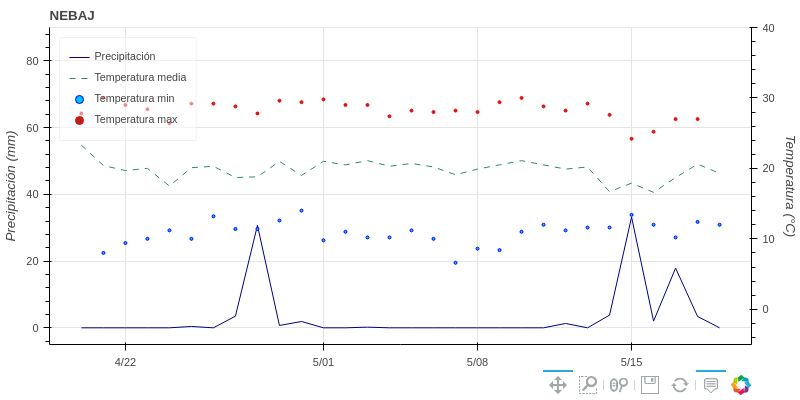 NEBAJ
Precipitación
Temperatura media
Temperatura min
Temperatura max
Precipitación (mm)
80
60
40
20
0
Temperatura (°C)
40
30
20
10
0
4/22
5/01
5/08
5/15